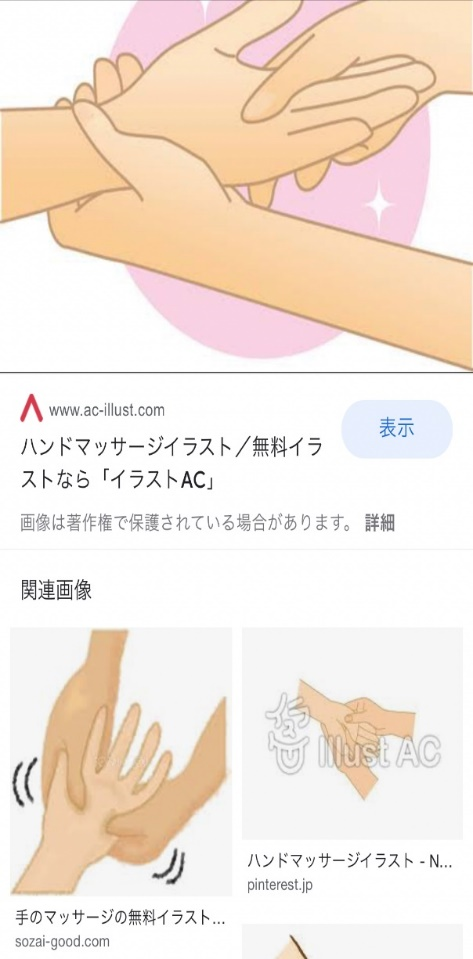 www.ac-illust.com
表示
ハンドマッサージイラスト／無料イラ
ストなら「イラストAC」
画像は著作権で保護されている場合があります。 詳細
関連画像
Illust AC
ハンドマッサージイラスト - N...
pinterest.jp
手のマッサージの無料イラスト...
sozai-good.com